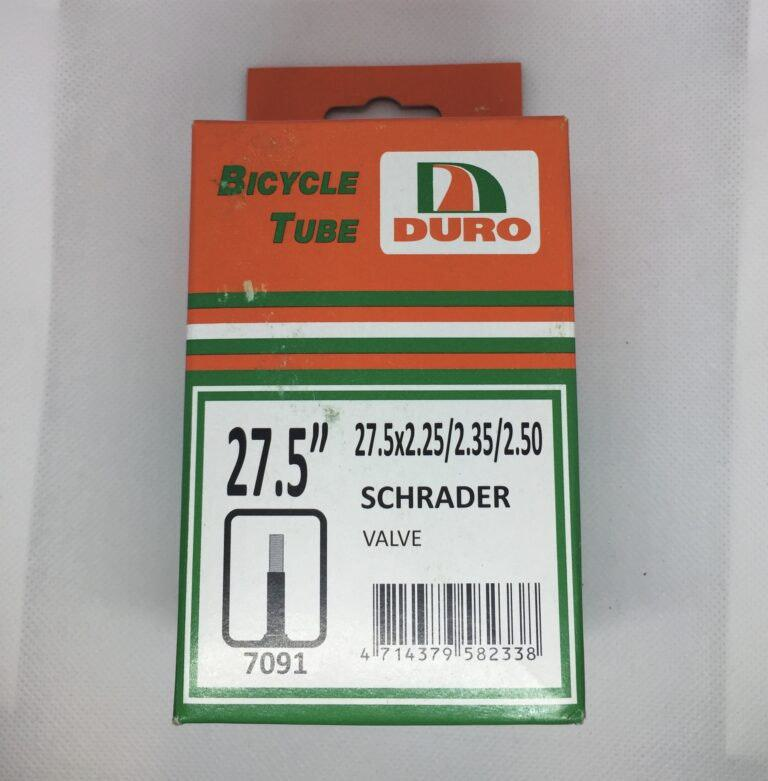 BICYCLE
TUBE
DURO
27.5"
27.5x2.25/2.35/2.50
SCHRADER
VALVE
7091
4 714379 582338